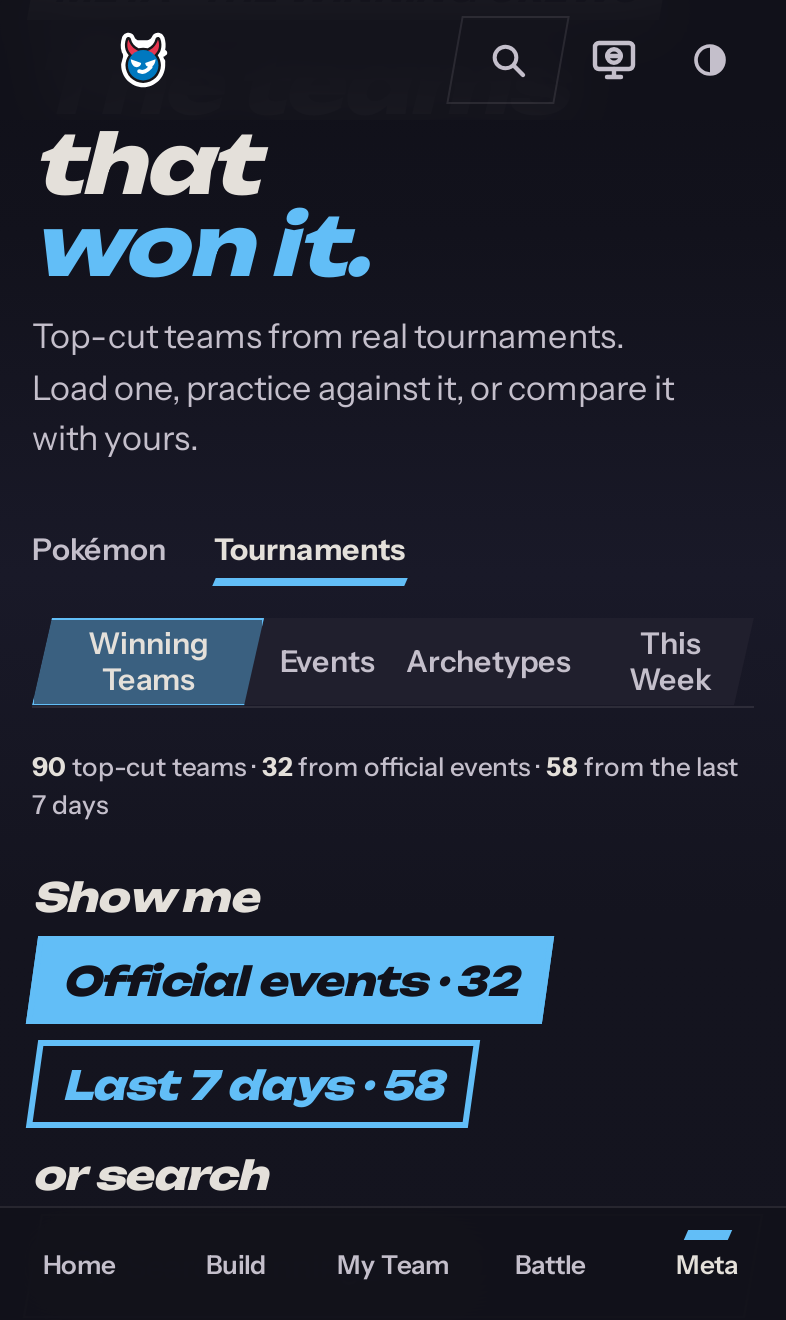 The teams
that
won it.
Top-cut teams from real tournaments.
Load one, practice against it, or compare it
with yours.
Pokémon Tournaments
Winning
Teams
Events
Archetypes
This
Week
90 top-cut teams · 32 from official events · 58 from the last
7 days
Show me
Official events · 32
Last 7 days · 58
or search
Home Build My Team Battle Meta